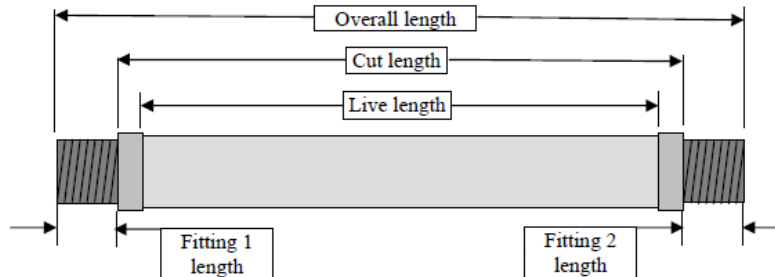 Overall length
Cut length
Live length
Fitting 1
length
Fitting 2
length